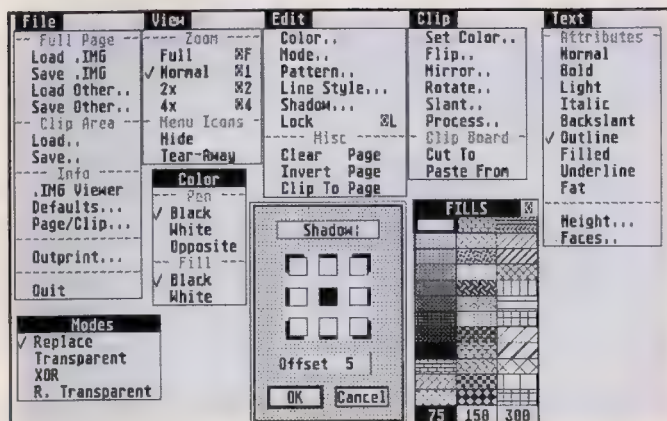 File
-- Full Page --
Load .IMG
Save .IMG
Load Other..
Save Other..
-- Clip Area --
Load..
Save..
-- Info --
.IMG Viewer
Defaults...
Page/Clip...
Outprint...
Quit
View
-- Zoom --
Full ⌘F
✓ Normal ⌘1
2x ⌘2
4x ⌘4
-- Menu Icons --
Hide
Tear-Away
Edit
Color..
Mode..
Pattern..
Line Style...
Shadow...
Lock ⌘L
-- Misc --
Clear Page
Invert Page
Clip To Page
Clip
Set Color..
Flip..
Mirror..
Rotate..
Slant..
Process..
-- Clip Board --
Cut To
Paste From
Text
-- Attributes --
Normal
Bold
Light
Italic
Backslant
✓ Outline
Filled
Underline
Fat
Height...
Faces..
Color
-- Pen --
✓ Black
White
Opposite
-- Fill --
✓ Black
White
Modes
✓ Replace
Transparent
XOR
R. Transparent
Shadow:
Offset 5
OK Cancel
FILLS
75 150 300